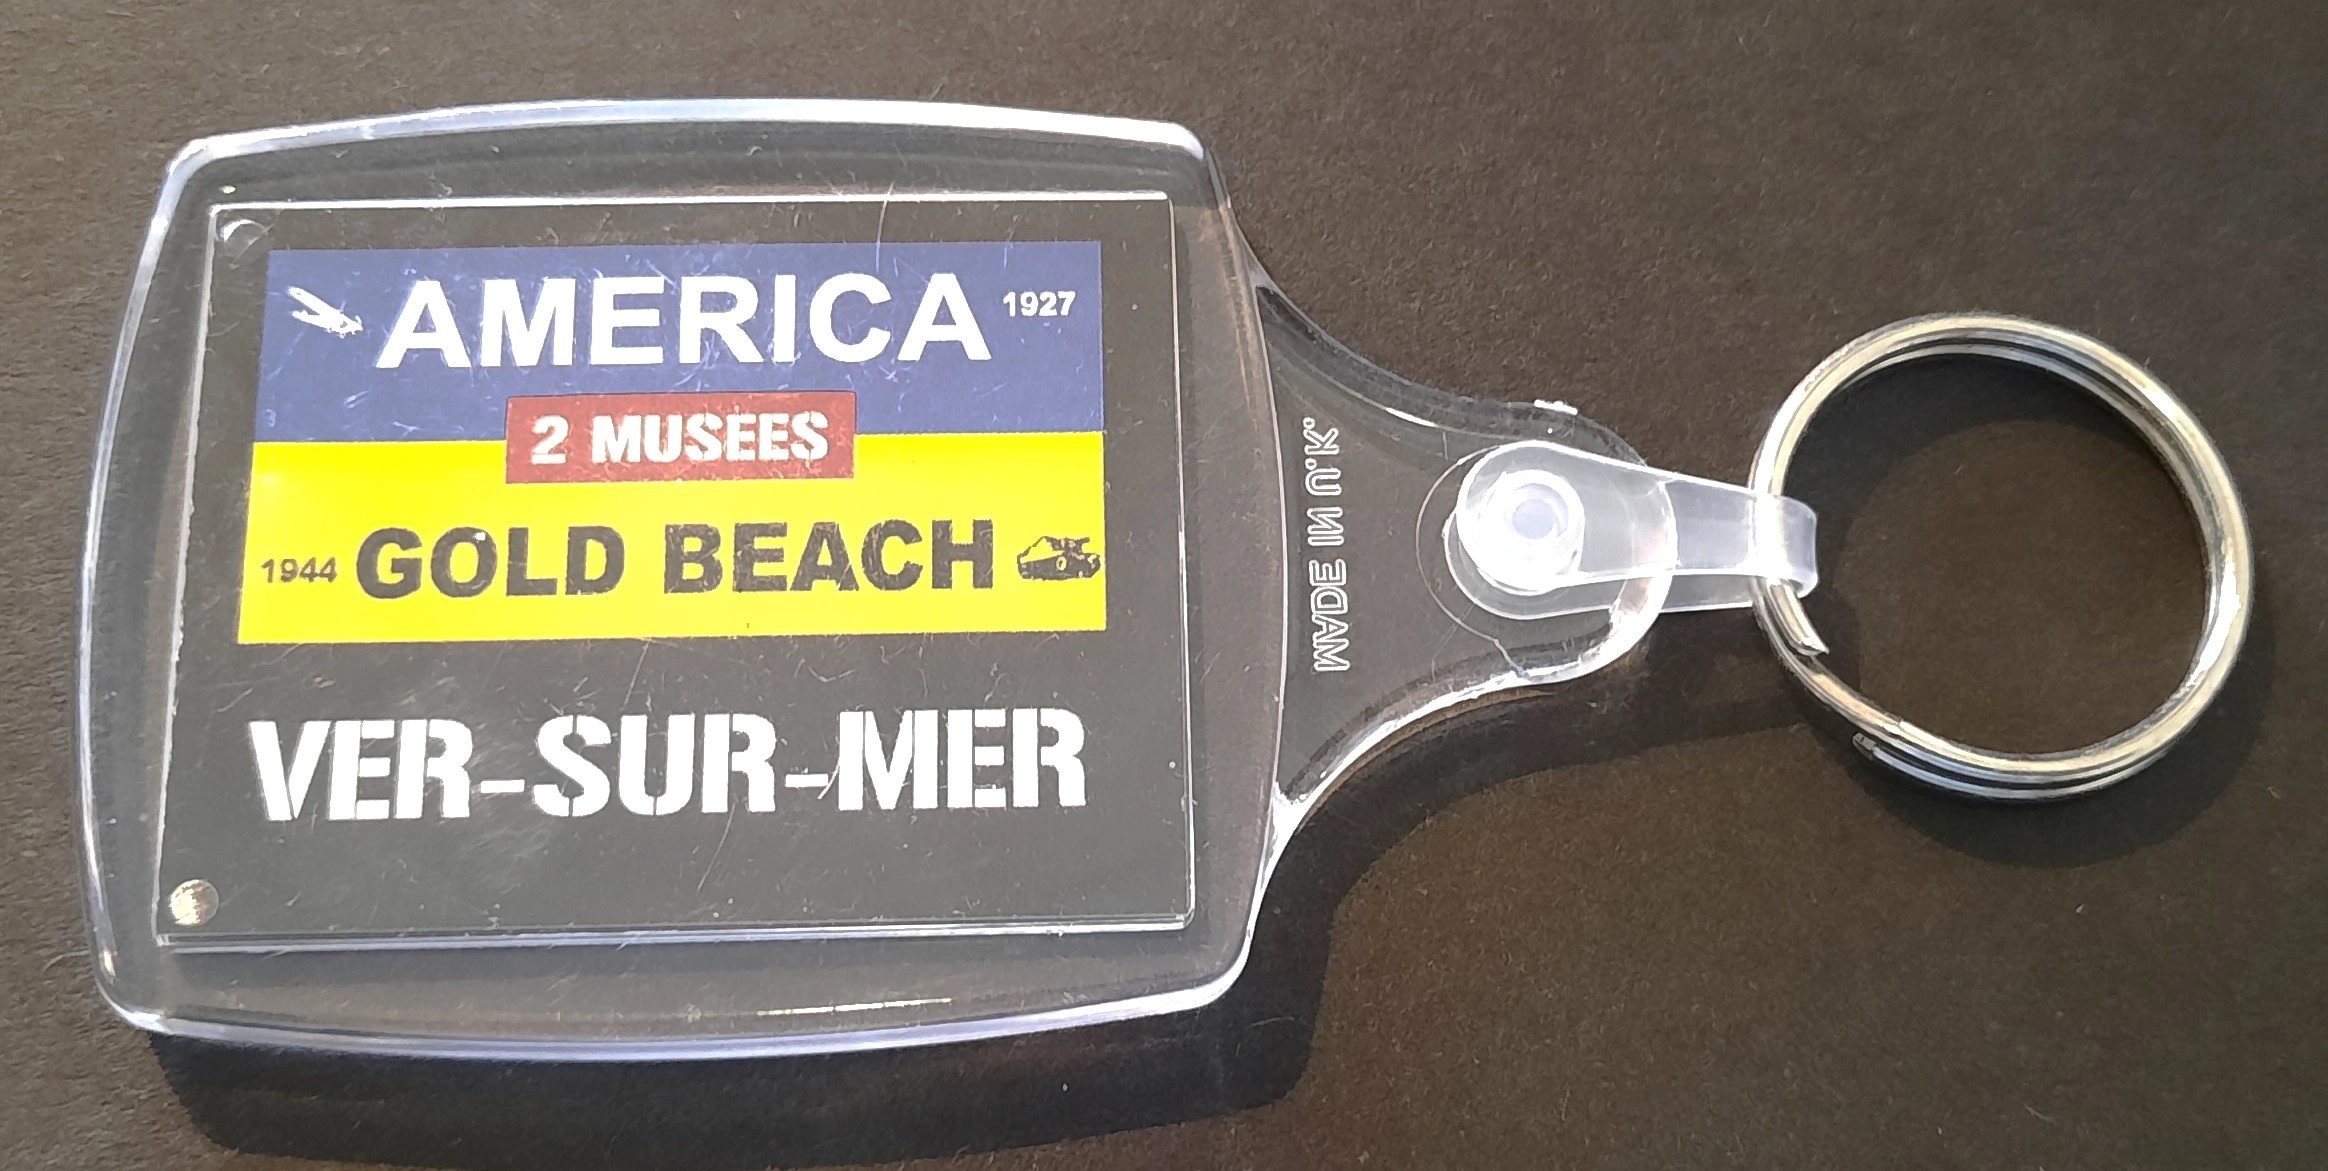 AMERICA 1927
2 MUSEES
1944 GOLD BEACH
VER-SUR-MER
MADE IN U.K.